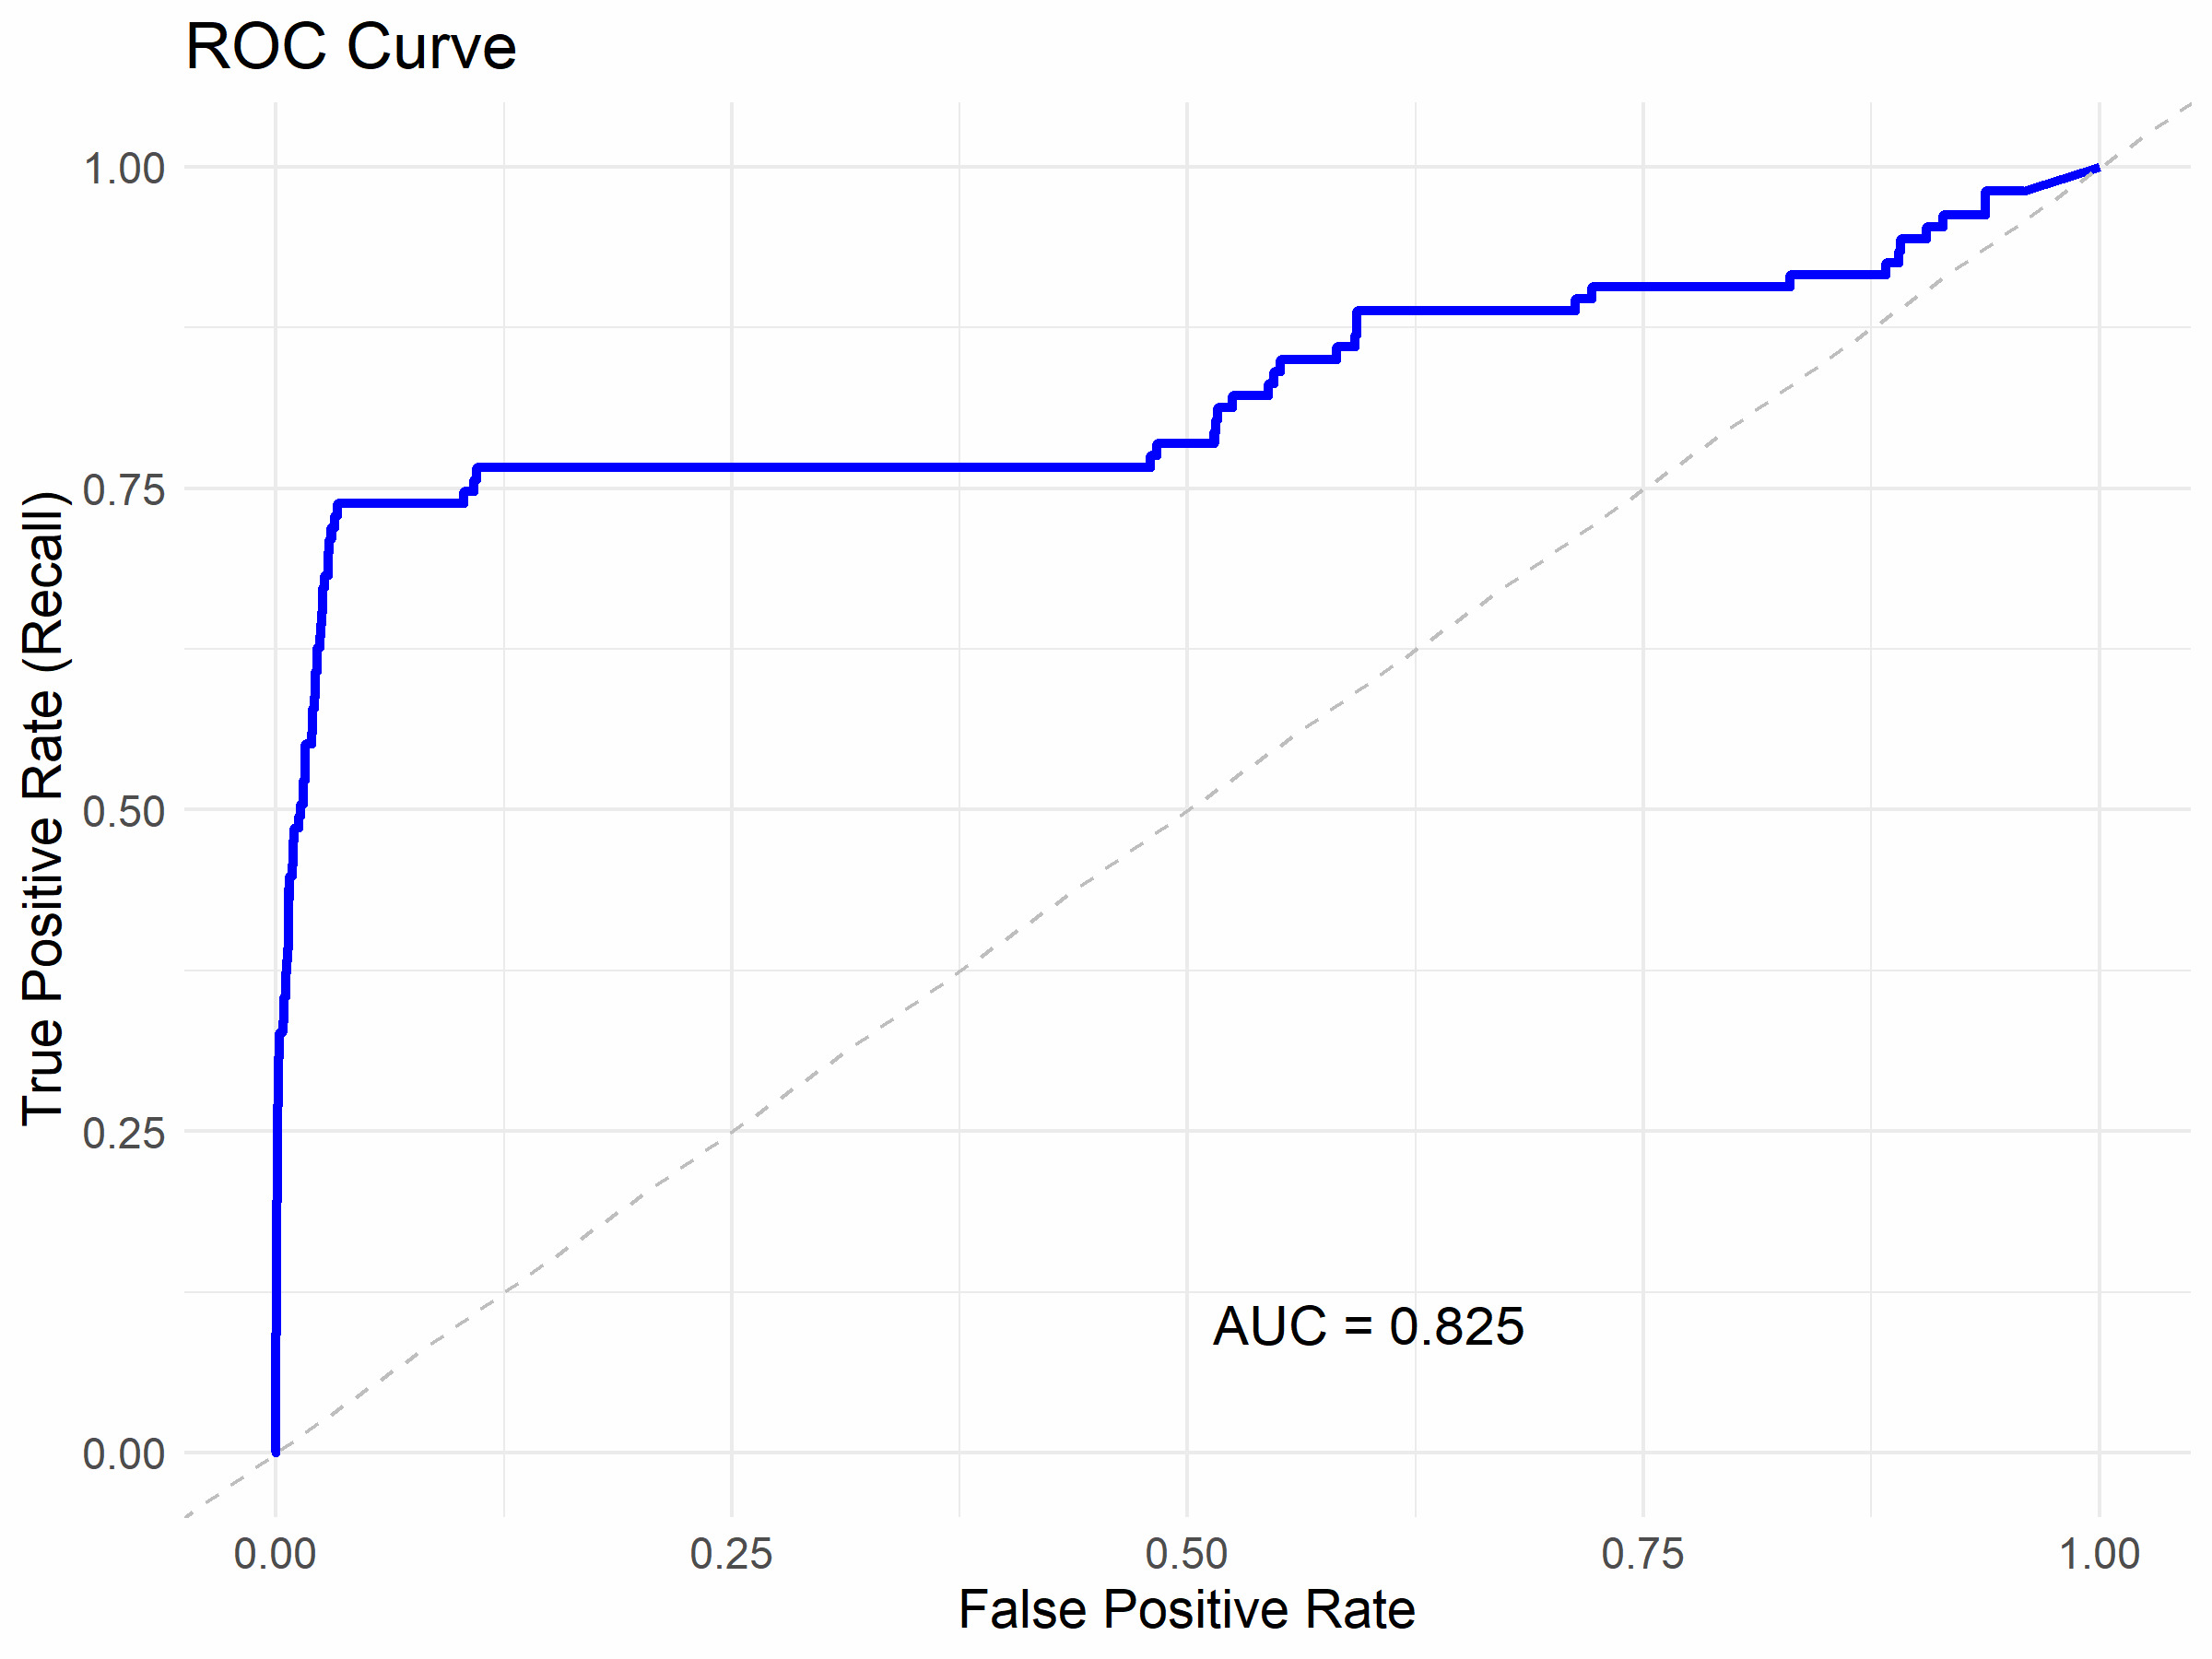 ROC Curve
1.00
0.75
0.50
0.25
0.00
True Positive Rate (Recall)
AUC = 0.825
0.00 0.25 0.50 0.75 1.00
False Positive Rate